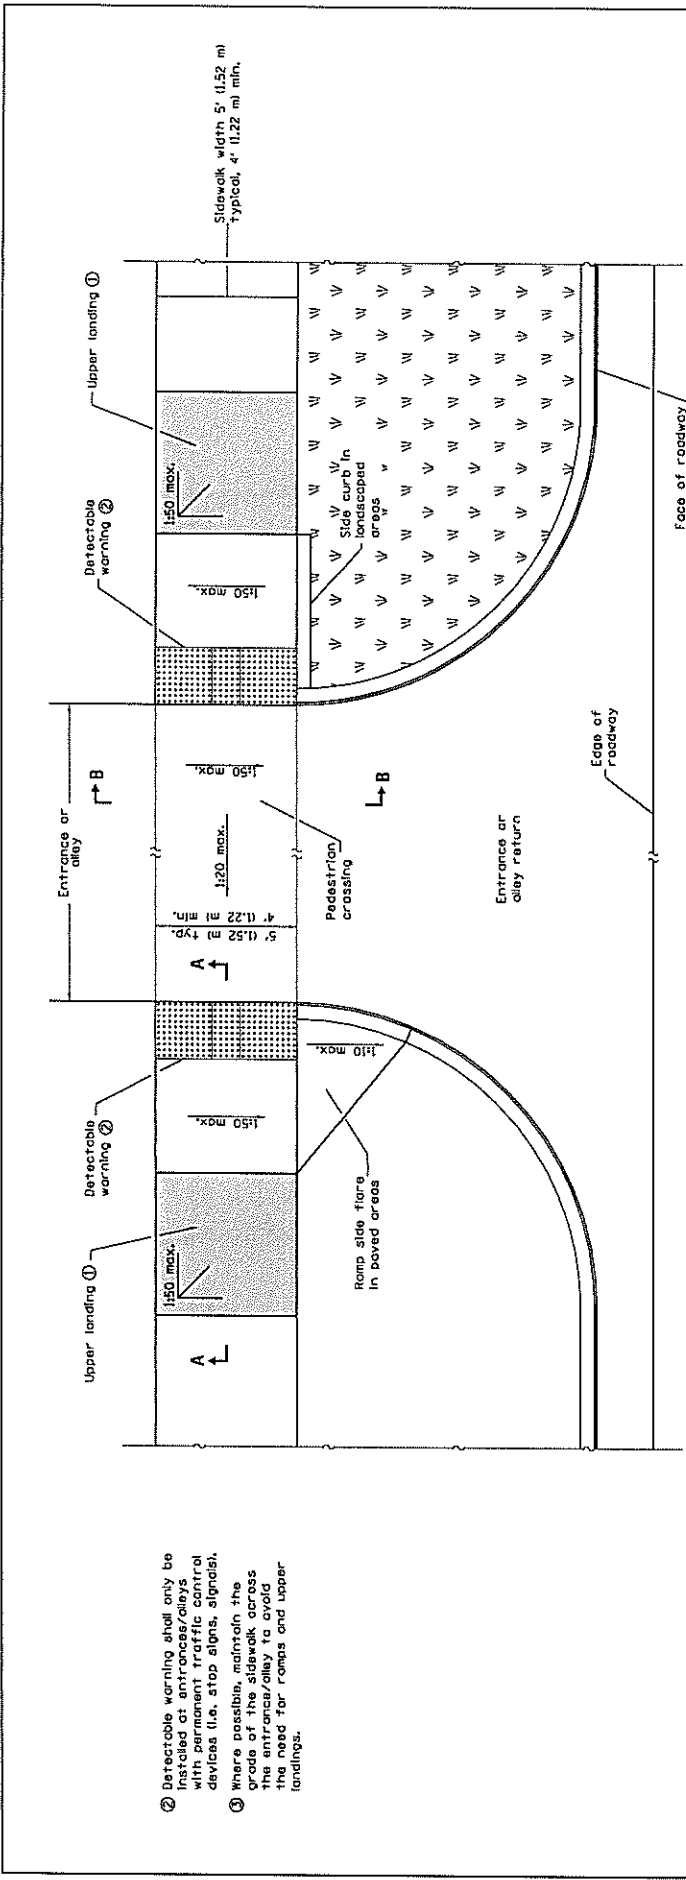 ② Detectable warning shall only be
installed at entrances/alleys
with permanent traffic control
devices (i.e. stop signs, signals).
③ Where possible, maintain the
grade of the sidewalk across
the entrance/alley to avoid
the need for ramps and upper
landings.
Upper landing ①
Detectable
warning ②
Entrance or
alley
Detectable
warning ②
Upper landing ①
Sidewalk width 5' (1.52 m)
typical, 4' (1.22 m) min.
A
1:50 max.
1:50 max.
A
5' (1.52 m) typ.
4' (1.22 m) min.
1:20 max.
1:50 max.
B
1:50 max.
1:50 max.
Ramp side flare
in paved areas
1:10 max.
Pedestrian
crossing
B
Side curb in
landscaped
areas
Entrance or
alley return
Edge of
roadway
Face of roadway